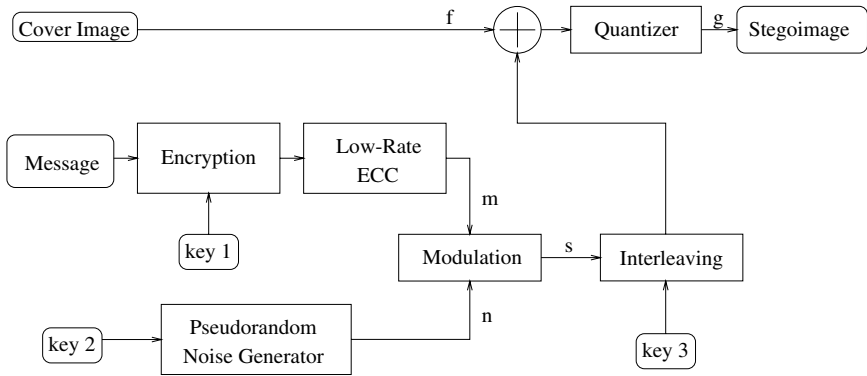 Cover Image
f
Quantizer
g
Stegoimage
Message
Encryption
Low-Rate
ECC
m
key 1
Modulation
s
Interleaving
key 2
Pseudorandom
Noise Generator
n
key 3